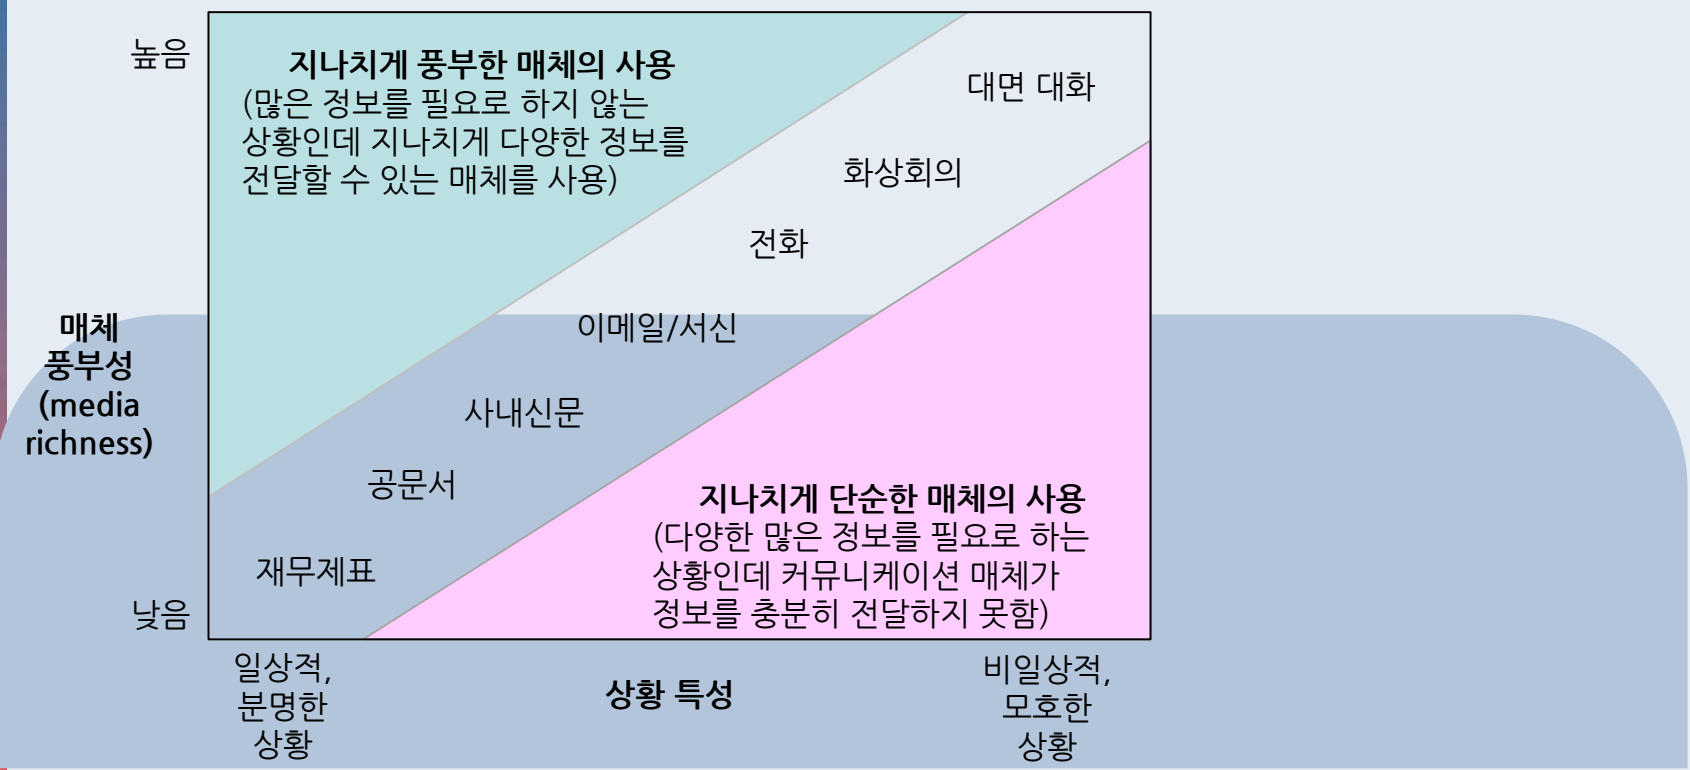 높음
지나치게 풍부한 매체의 사용
(많은 정보를 필요로 하지 않는
상황인데 지나치게 다양한 정보를
전달할 수 있는 매체를 사용)
대면 대화
화상회의
전화
이메일/서신
사내신문
공문서
재무제표
매체
풍부성
(media
richness)
지나치게 단순한 매체의 사용
(다양한 많은 정보를 필요로 하는
상황인데 커뮤니케이션 매체가
정보를 충분히 전달하지 못함)
낮음
일상적,
분명한
상황
상황 특성
비일상적,
모호한
상황